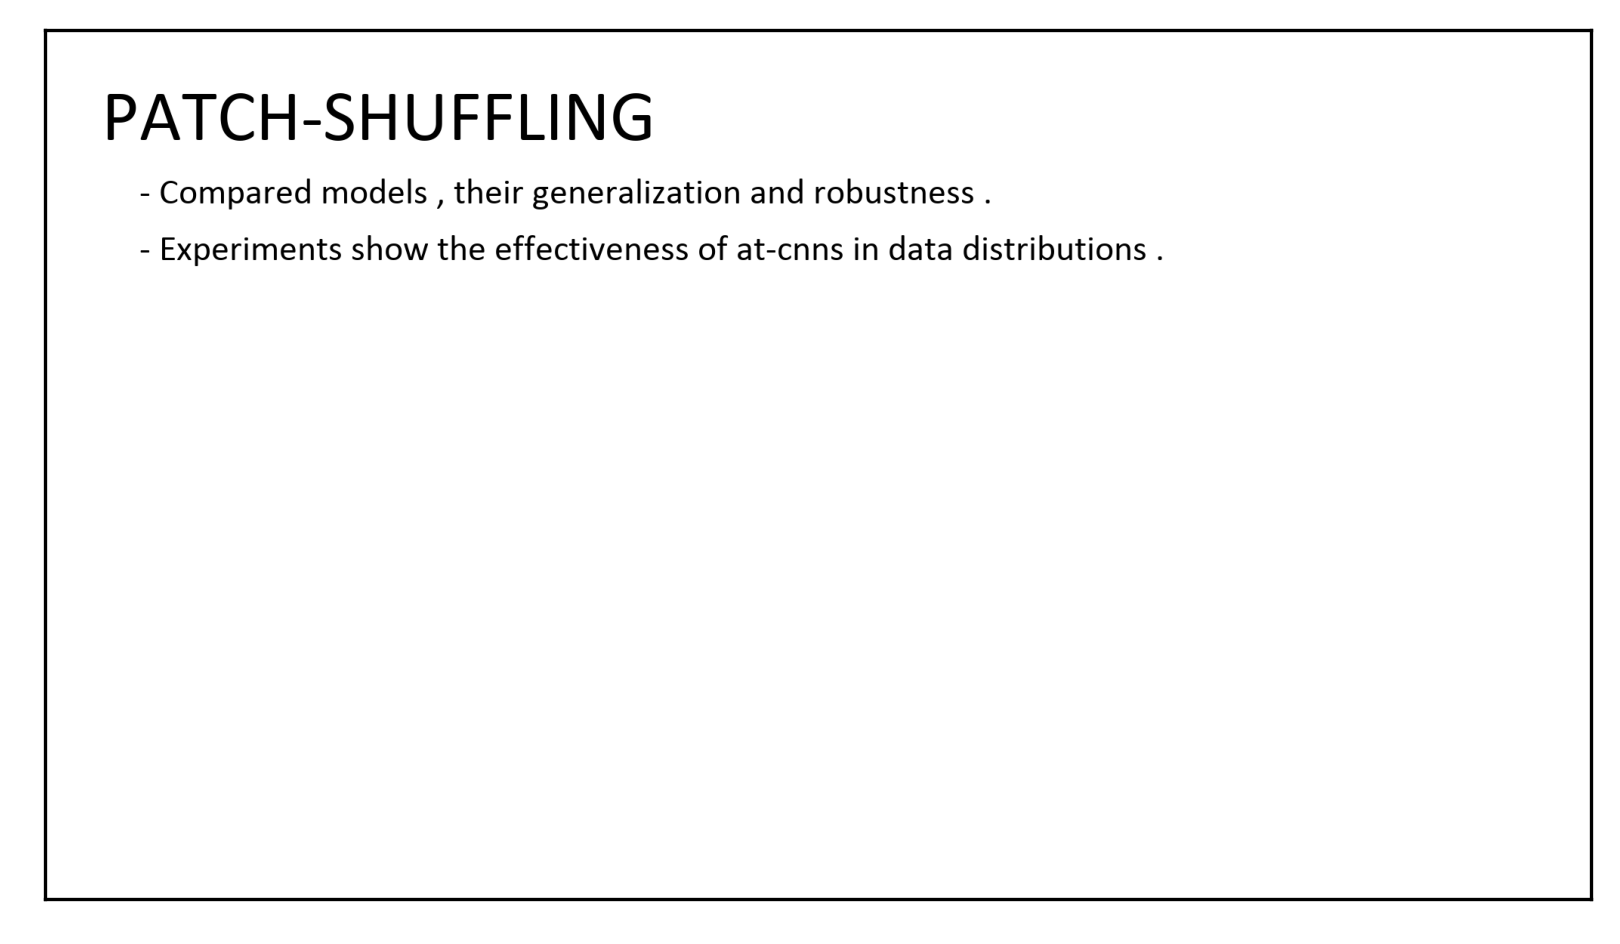 PATCH-SHUFFLING
- Compared models , their generalization and robustness .
- Experiments show the effectiveness of at-cnns in data distributions .